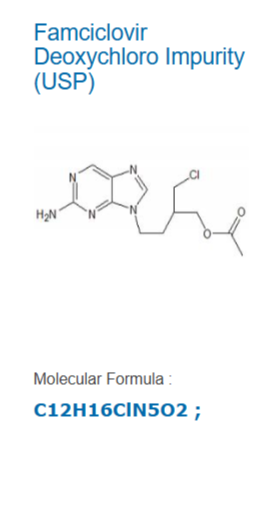 Famciclovir
Deoxychloro Impurity
(USP)
Cl
N
N
H₂N
N
N
O
O
Molecular Formula :
C12H16ClN5O2 ;